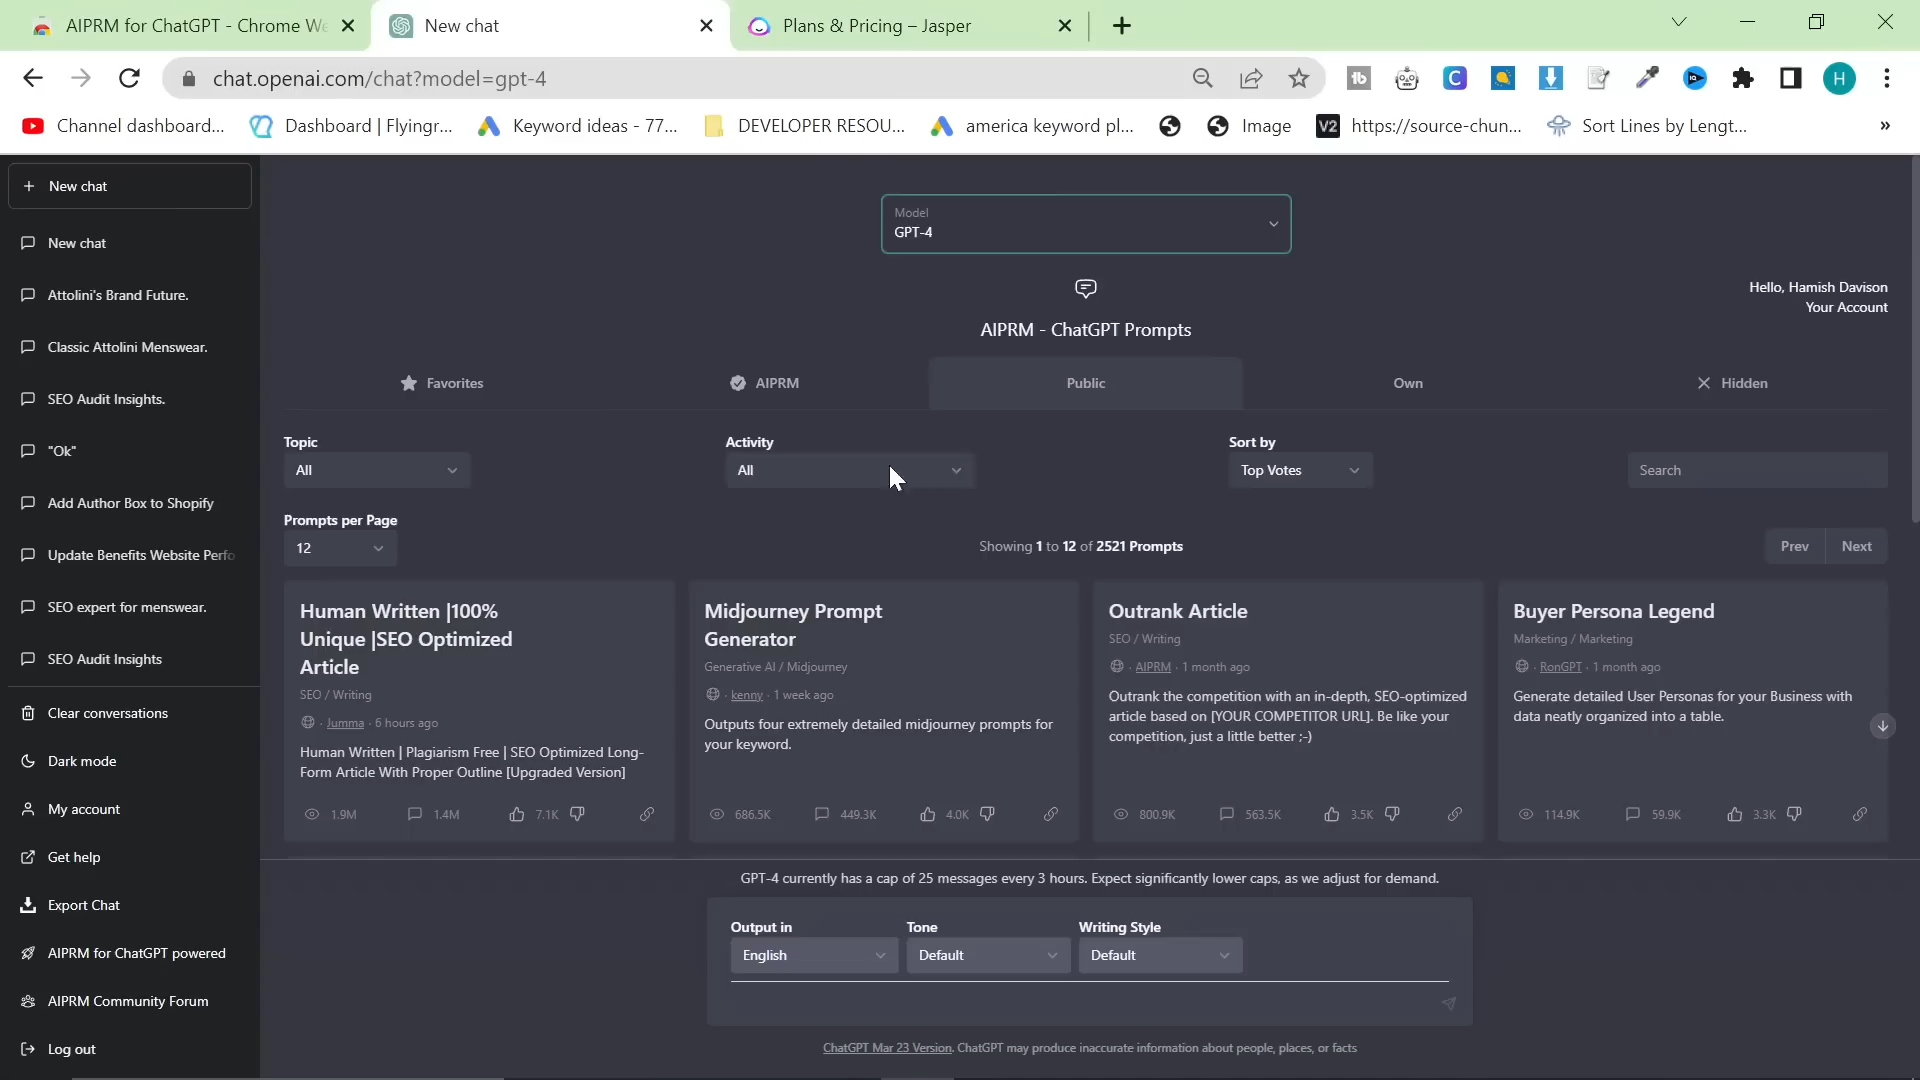 AIPRM for ChatGPT - Chrome We
New chat
Plans & Pricing – Jasper
chat.openai.com/chat?model=gpt-4
Channel dashboard...
Dashboard | Flyingr...
Keyword ideas - 77...
DEVELOPER RESOU...
america keyword pl...
Image
https://source-chun...
Sort Lines by Lengt...
»
+ New chat
New chat
Attolini's Brand Future.
Classic Attolini Menswear.
SEO Audit Insights.
"Ok"
Add Author Box to Shopify
Update Benefits Website Perfo
SEO expert for menswear.
SEO Audit Insights
Clear conversations
Dark mode
My account
Get help
Export Chat
AIPRM for ChatGPT powered
AIPRM Community Forum
Log out
Model
GPT-4
Hello, Hamish Davison
Your Account
AIPRM - ChatGPT Prompts
Favorites
AIPRM
Public
Own
Hidden
Topic
All
Activity
All
Sort by
Top Votes
Search
Prompts per Page
12
Showing 1 to 12 of 2521 Prompts
Prev
Next
Human Written |100%
Unique |SEO Optimized
Article
SEO / Writing
· Jumma · 6 hours ago
Human Written | Plagiarism Free | SEO Optimized Long-
Form Article With Proper Outline [Upgraded Version]
1.9M
1.4M
7.1K
Midjourney Prompt
Generator
Generative AI / Midjourney
· kenny · 1 week ago
Outputs four extremely detailed midjourney prompts for
your keyword.
686.5K
449.3K
4.0K
Outrank Article
SEO / Writing
· AIPRM · 1 month ago
Outrank the competition with an in-depth, SEO-optimized
article based on [YOUR COMPETITOR URL]. Be like your
competition, just a little better ;-)
800.9K
563.5K
3.5K
Buyer Persona Legend
Marketing / Marketing
· RonGPT · 1 month ago
Generate detailed User Personas for your Business with
data neatly organized into a table.
114.9K
59.9K
3.3K
GPT-4 currently has a cap of 25 messages every 3 hours. Expect significantly lower caps, as we adjust for demand.
Output in
English
Tone
Default
Writing Style
Default
ChatGPT Mar 23 Version. ChatGPT may produce inaccurate information about people, places, or facts